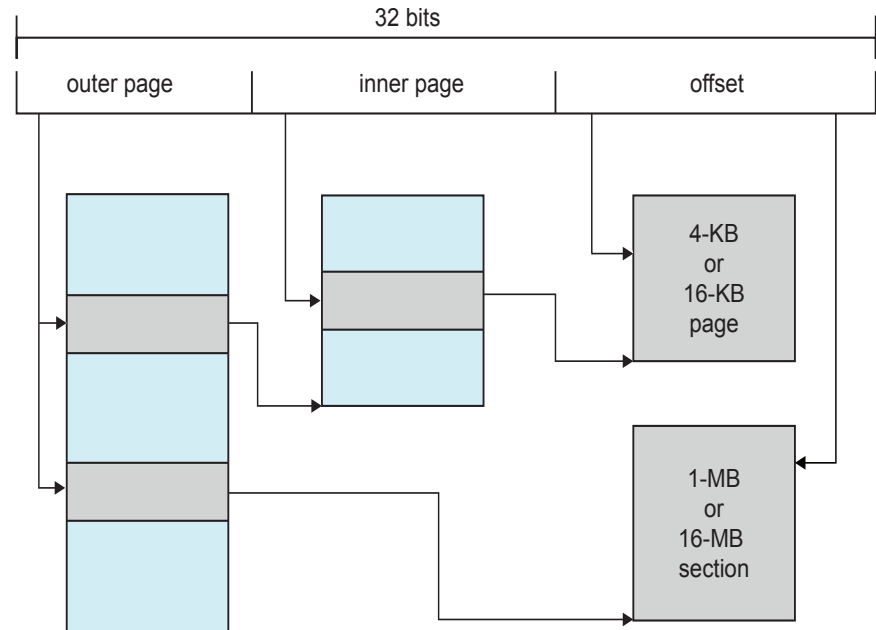 32 bits
outer page
inner page
offset
4-KB
or
16-KB
page
1-MB
or
16-MB
section